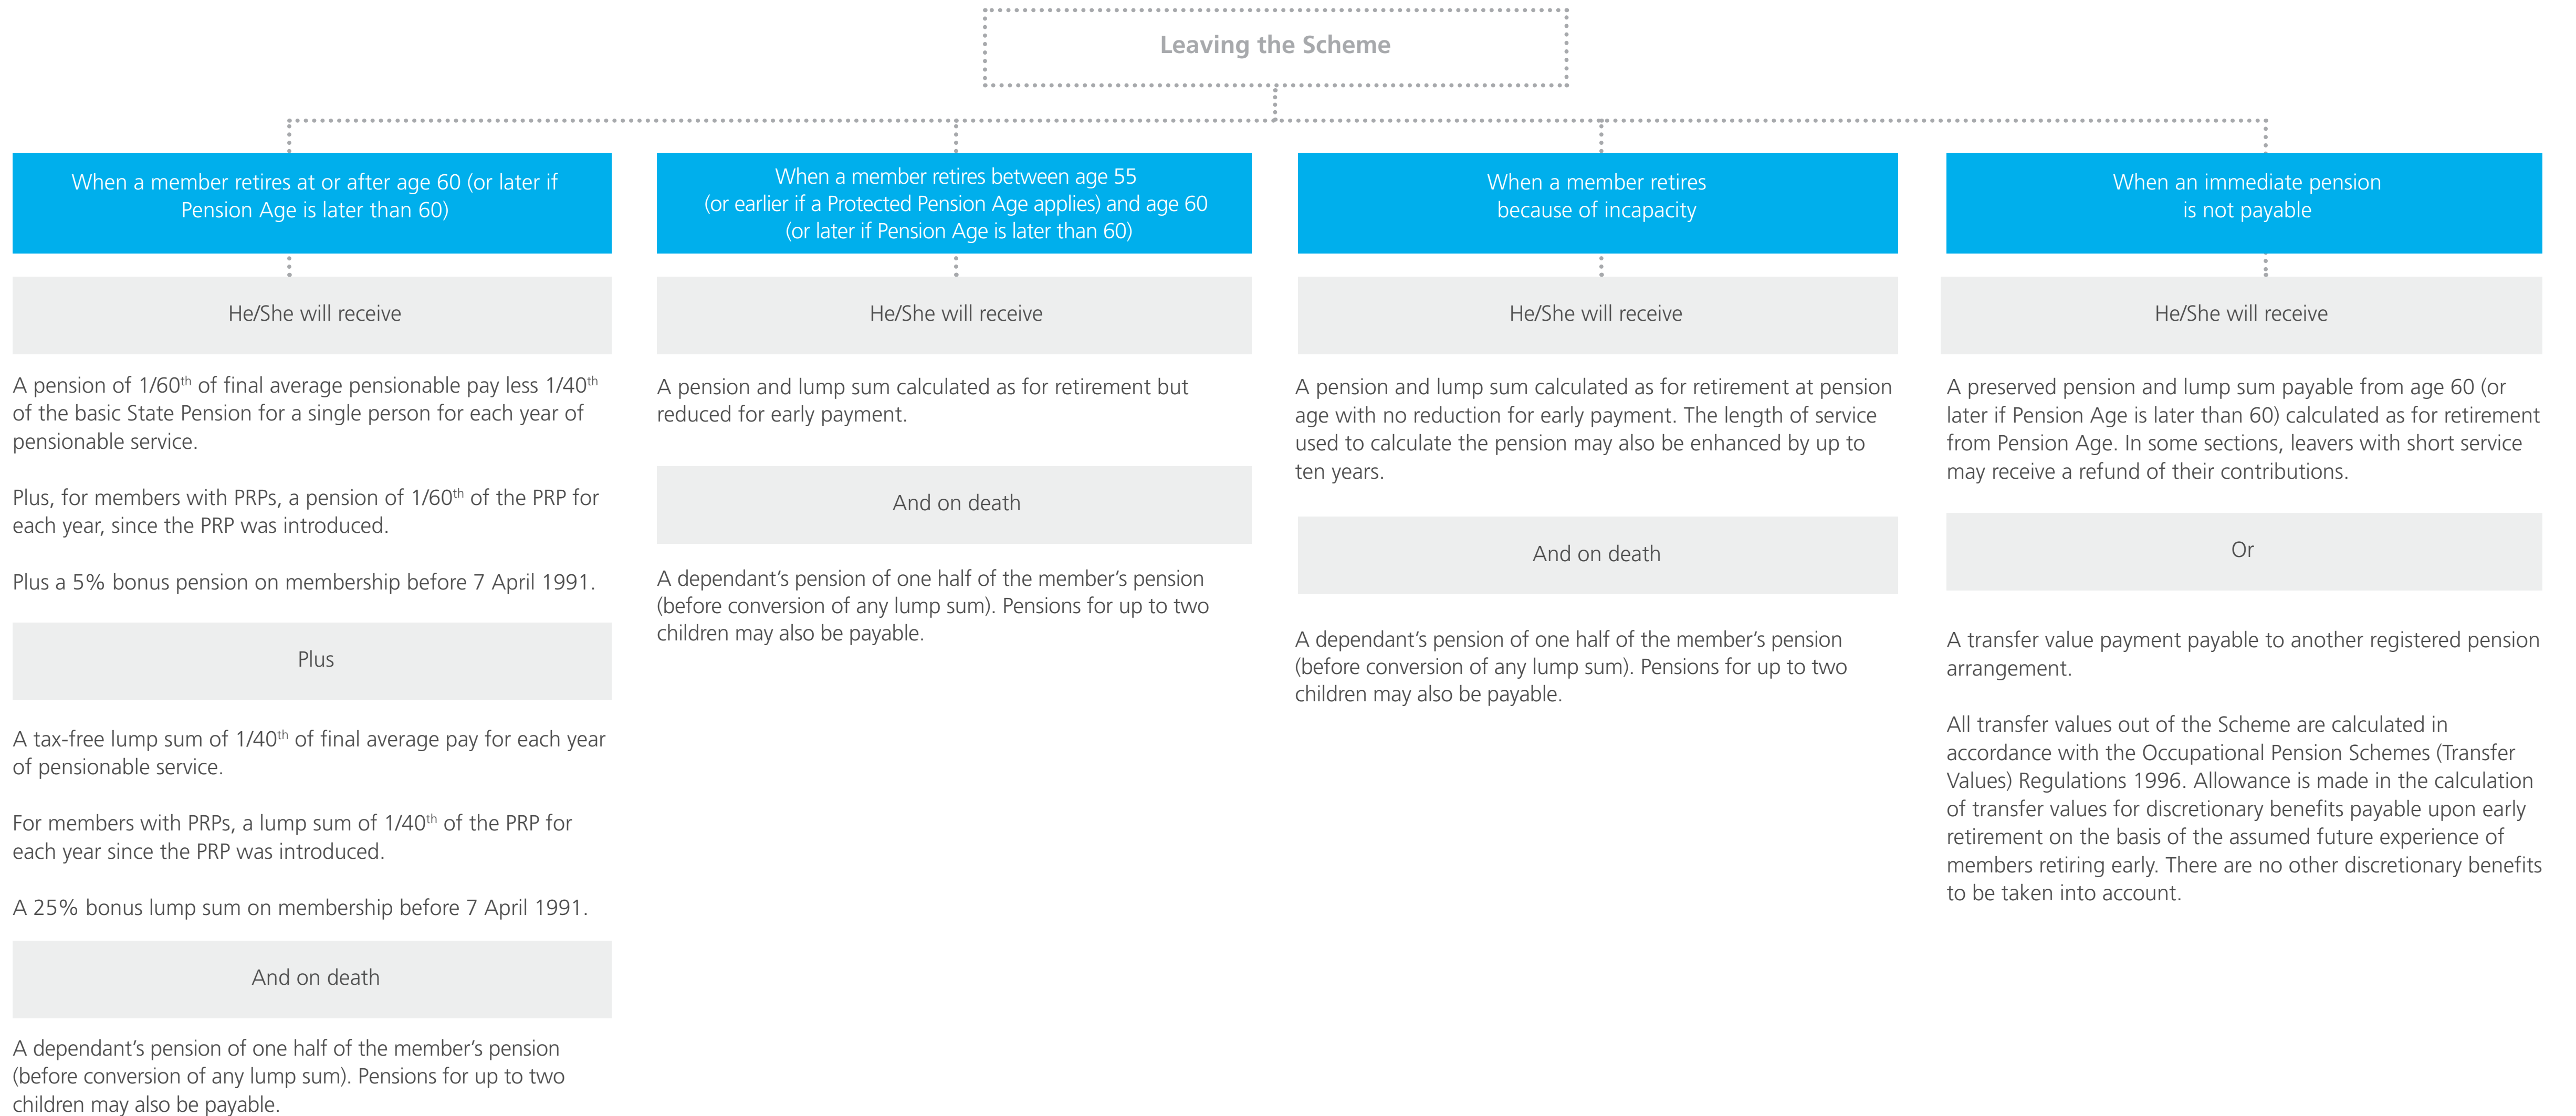 Leaving the Scheme
When a member retires at or after age 60 (or later if
Pension Age is later than 60)
He/She will receive
A pension of 1/60th of final average pensionable pay less 1/40th
of the basic State Pension for a single person for each year of
pensionable service.
Plus, for members with PRPs, a pension of 1/60th of the PRP for
each year, since the PRP was introduced.
Plus a 5% bonus pension on membership before 7 April 1991.
Plus
A tax-free lump sum of 1/40th of final average pay for each year
of pensionable service.
For members with PRPs, a lump sum of 1/40th of the PRP for
each year since the PRP was introduced.
A 25% bonus lump sum on membership before 7 April 1991.
And on death
A dependant’s pension of one half of the member’s pension
(before conversion of any lump sum). Pensions for up to two
children may also be payable.
When a member retires between age 55
(or earlier if a Protected Pension Age applies) and age 60
(or later if Pension Age is later than 60)
He/She will receive
A pension and lump sum calculated as for retirement but
reduced for early payment.
And on death
A dependant’s pension of one half of the member’s pension
(before conversion of any lump sum). Pensions for up to two
children may also be payable.
When a member retires
because of incapacity
He/She will receive
A pension and lump sum calculated as for retirement at pension
age with no reduction for early payment. The length of service
used to calculate the pension may also be enhanced by up to
ten years.
And on death
A dependant’s pension of one half of the member’s pension
(before conversion of any lump sum). Pensions for up to two
children may also be payable.
When an immediate pension
is not payable
He/She will receive
A preserved pension and lump sum payable from age 60 (or
later if Pension Age is later than 60) calculated as for retirement
from Pension Age. In some sections, leavers with short service
may receive a refund of their contributions.
Or
A transfer value payment payable to another registered pension
arrangement.
All transfer values out of the Scheme are calculated in
accordance with the Occupational Pension Schemes (Transfer
Values) Regulations 1996. Allowance is made in the calculation
of transfer values for discretionary benefits payable upon early
retirement on the basis of the assumed future experience of
members retiring early. There are no other discretionary benefits
to be taken into account.